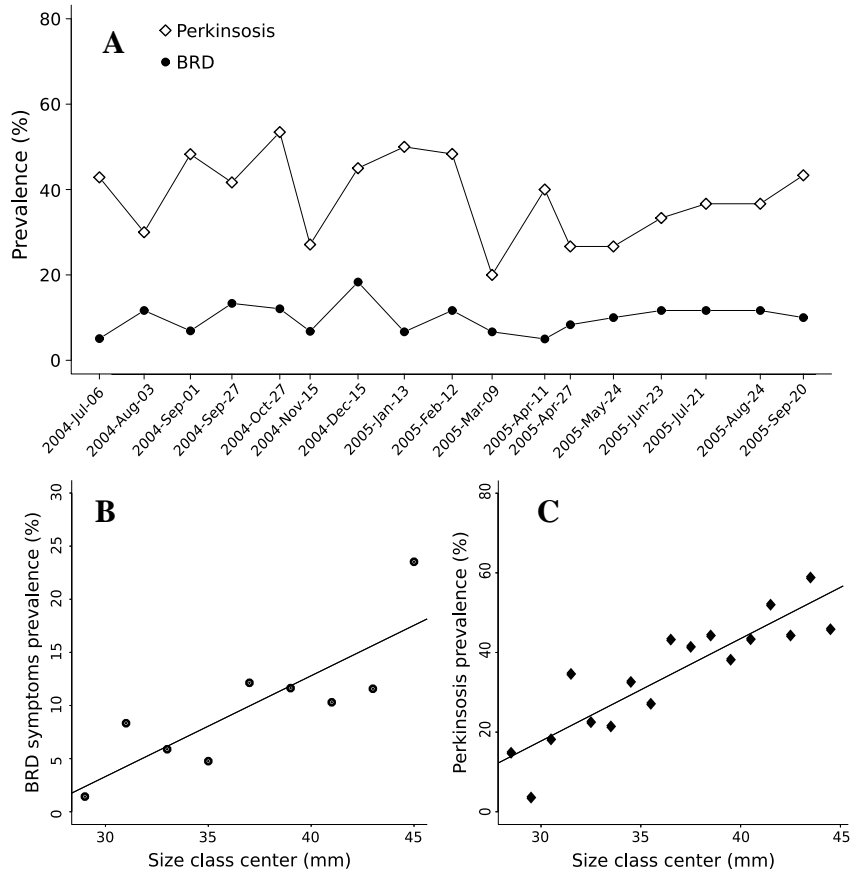 A
Perkinsosis
BRD
Prevalence (%)
80
60
40
20
0
2004-Jul-06
2004-Aug-03
2004-Sep-01
2004-Sep-27
2004-Oct-27
2004-Nov-15
2004-Dec-15
2005-Jan-13
2005-Feb-12
2005-Mar-09
2005-Apr-11
2005-Apr-27
2005-May-24
2005-Jun-23
2005-Jul-21
2005-Aug-24
2005-Sep-20
B
BRD symptoms prevalence (%)
30
25
20
15
10
5
0
30 35 40 45
Size class center (mm)
C
Perkinsosis prevalence (%)
80
60
40
20
0
30 35 40 45
Size class center (mm)